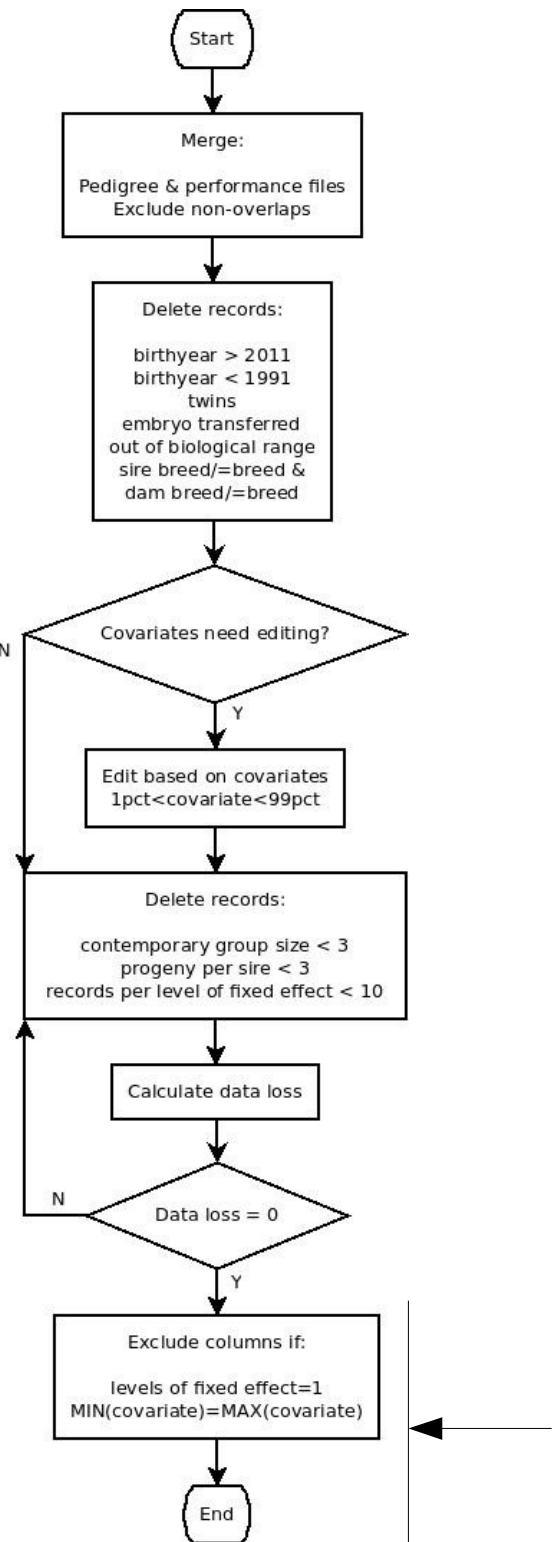 Start
Merge:
Pedigree & performance files
Exclude non-overlaps
Delete records:
birthyear > 2011
birthyear < 1991
twins
embryo transferred
out of biological range
sire breed/=breed &
dam breed/=breed
Covariates need editing?
N
Y
Edit based on covariates
1pct<covariate<99pct
Delete records:
contemporary group size < 3
progeny per sire < 3
records per level of fixed effect < 10
Calculate data loss
N
Data loss = 0
Y
Exclude columns if:
levels of fixed effect=1
MIN(covariate)=MAX(covariate)
End